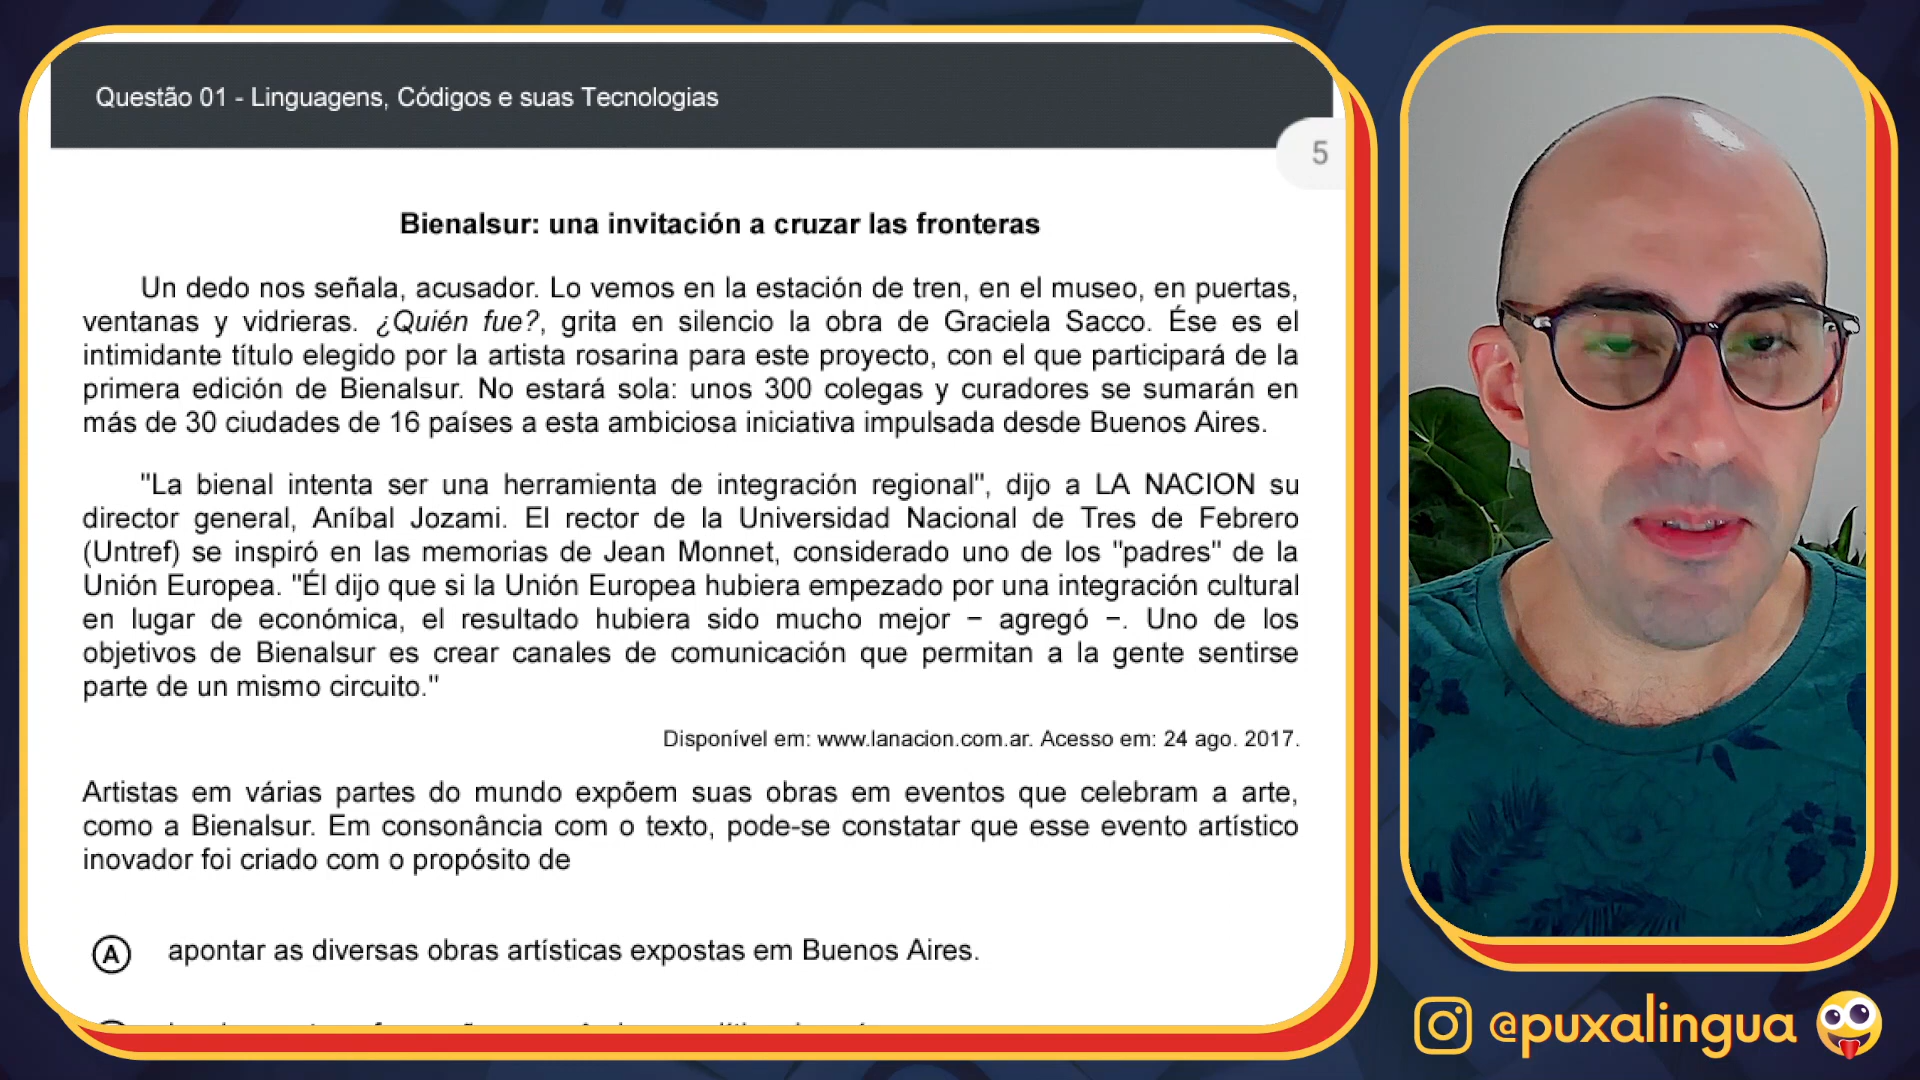 Questão 01 - Linguagens, Códigos e suas Tecnologias
5
Bienalsur: una invitación a cruzar las fronteras
Un dedo nos señala, acusador. Lo vemos en la estación de tren, en el museo, en puertas,
ventanas y vidrieras. ¿Quién fue?, grita en silencio la obra de Graciela Sacco. Ése es el
intimidante título elegido por la artista rosarina para este proyecto, con el que participará de la
primera edición de Bienalsur. No estará sola: unos 300 colegas y curadores se sumarán en
más de 30 ciudades de 16 países a esta ambiciosa iniciativa impulsada desde Buenos Aires.
"La bienal intenta ser una herramienta de integración regional", dijo a LA NACION su
director general, Aníbal Jozami. El rector de la Universidad Nacional de Tres de Febrero
(Untref) se inspiró en las memorias de Jean Monnet, considerado uno de los "padres" de la
Unión Europea. "Él dijo que si la Unión Europea hubiera empezado por una integración cultural
en lugar de económica, el resultado hubiera sido mucho mejor − agregó −. Uno de los
objetivos de Bienalsur es crear canales de comunicación que permitan a la gente sentirse
parte de un mismo circuito."
Disponível em: www.lanacion.com.ar. Acesso em: 24 ago. 2017.
Artistas em várias partes do mundo expõem suas obras em eventos que celebram a arte,
como a Bienalsur. Em consonância com o texto, pode-se constatar que esse evento artístico
inovador foi criado com o propósito de
A apontar as diversas obras artísticas expostas em Buenos Aires.
@puxalingua